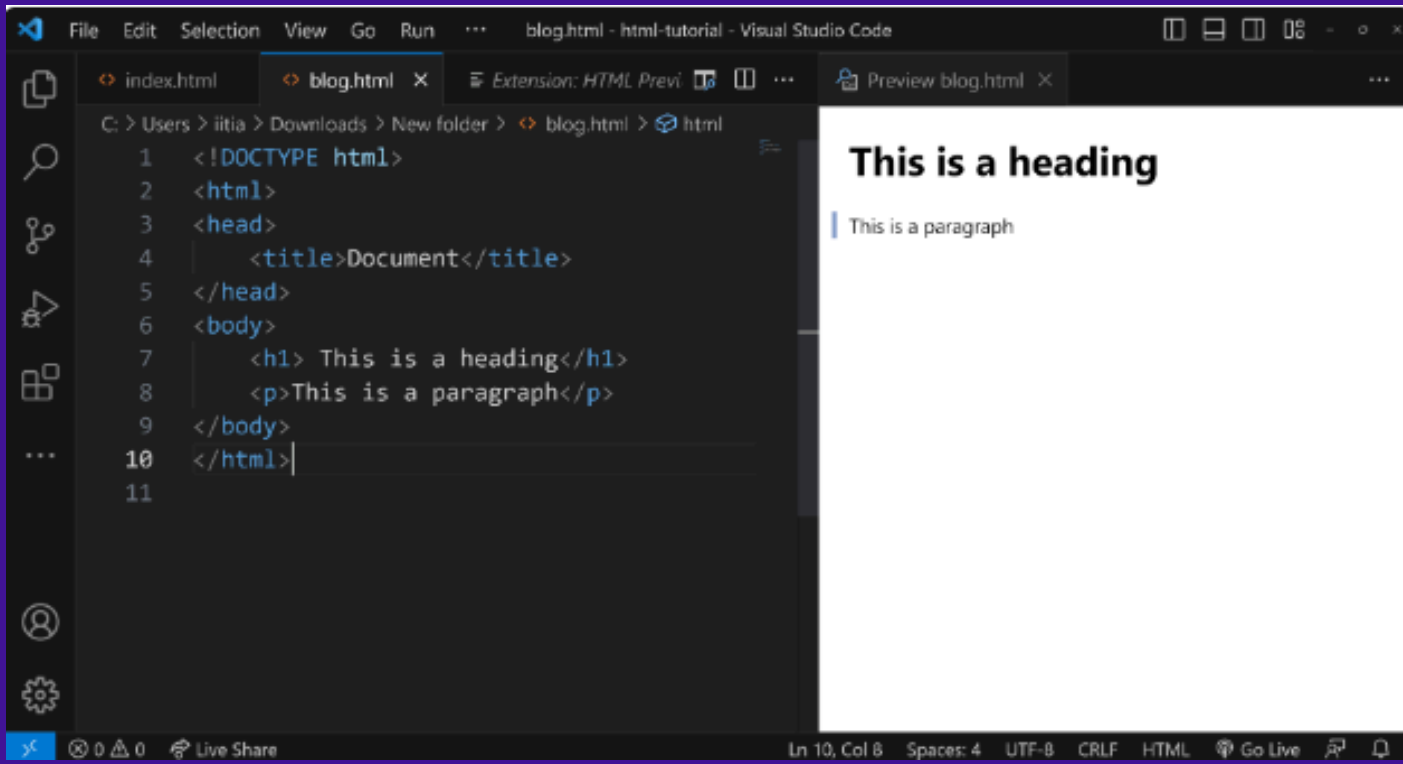 File Edit Selection View Go Run ··· blog.html - html-tutorial - Visual Studio Code
index.html blog.html Extension: HTML Previ ··· Preview blog.html ···
C: > Users > iitia > Downloads > New folder > blog.html > html
1 <!DOCTYPE html>
2 <html>
3 <head>
4 <title>Document</title>
5 </head>
6 <body>
7 <h1> This is a heading</h1>
8 <p>This is a paragraph</p>
9 </body>
10 </html>
11
This is a heading
This is a paragraph
0 0 Live Share Ln 10, Col 8 Spaces: 4 UTF-8 CRLF HTML Go Live